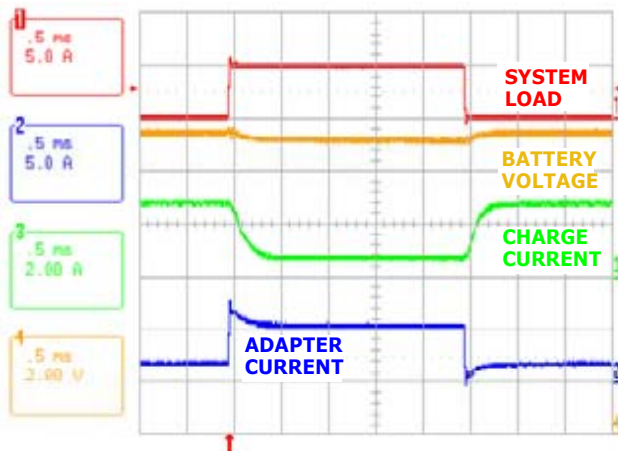 1
.5 ms
5.0 A
2
.5 ms
5.0 A
3
.5 ms
2.00 A
4
.5 ms
2.00 V
SYSTEM
LOAD
BATTERY
VOLTAGE
CHARGE
CURRENT
ADAPTER
CURRENT